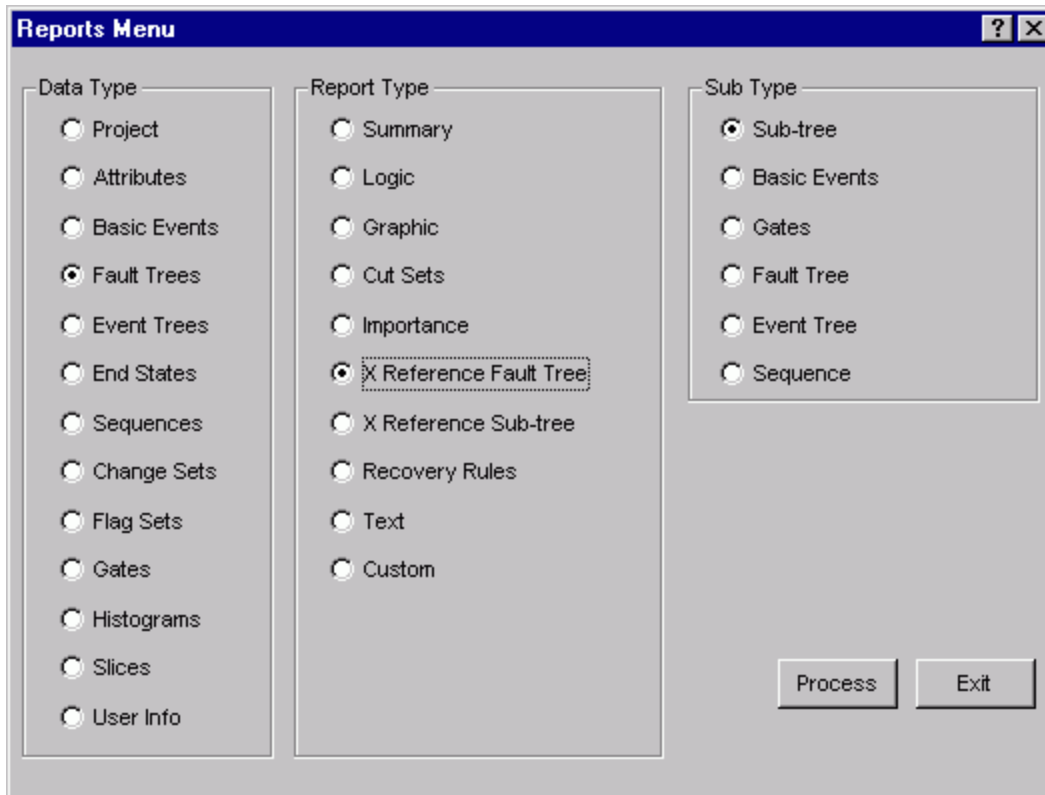 Reports Menu
Data Type
Project
Attributes
Basic Events
Fault Trees
Event Trees
End States
Sequences
Change Sets
Flag Sets
Gates
Histograms
Slices
User Info
Report Type
Summary
Logic
Graphic
Cut Sets
Importance
X Reference Fault Tree
X Reference Sub-tree
Recovery Rules
Text
Custom
Sub Type
Sub-tree
Basic Events
Gates
Fault Tree
Event Tree
Sequence
Process
Exit